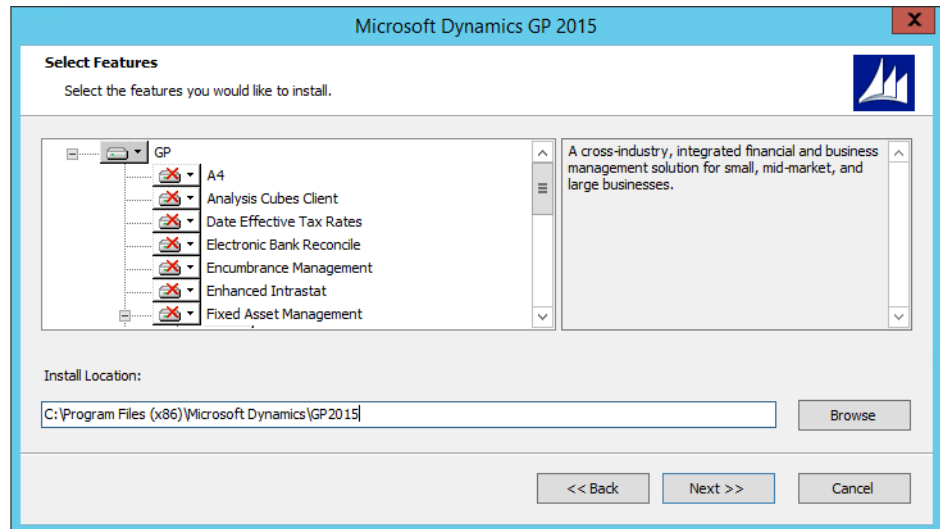 Microsoft Dynamics GP 2015
X
Select Features
Select the features you would like to install.
GP
A4
Analysis Cubes Client
Date Effective Tax Rates
Electronic Bank Reconcile
Encumbrance Management
Enhanced Intrastat
Fixed Asset Management
A cross-industry, integrated financial and business
management solution for small, mid-market, and
large businesses.
Install Location:
C:\Program Files (x86)\Microsoft Dynamics\GP2015
Browse
<< Back
Next >>
Cancel